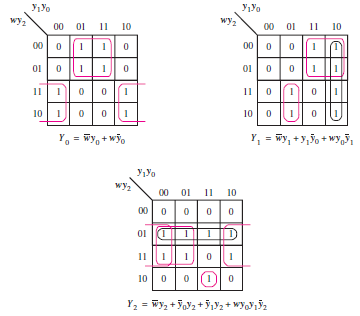 y₁y₀
wy₂
00 01 11 10
00 0 1 1 0
01 0 1 1 0
11 1 0 0 1
10 1 0 0 1
Y₀ = w̄y₀ + wȳ₀
y₁y₀
wy₂
00 01 11 10
00 0 0 1 1
01 0 0 1 1
11 0 1 0 1
10 0 1 0 1
Y₁ = w̄y₁ + y₁ȳ₀ + wy₀ȳ₁
y₁y₀
wy₂
00 01 11 10
00 0 0 0 0
01 1 1 1 1
11 1 1 0 1
10 0 0 1 0
Y₂ = w̄y₂ + ȳ₀y₂ + ȳ₁y₂ + wy₀y₁ȳ₂